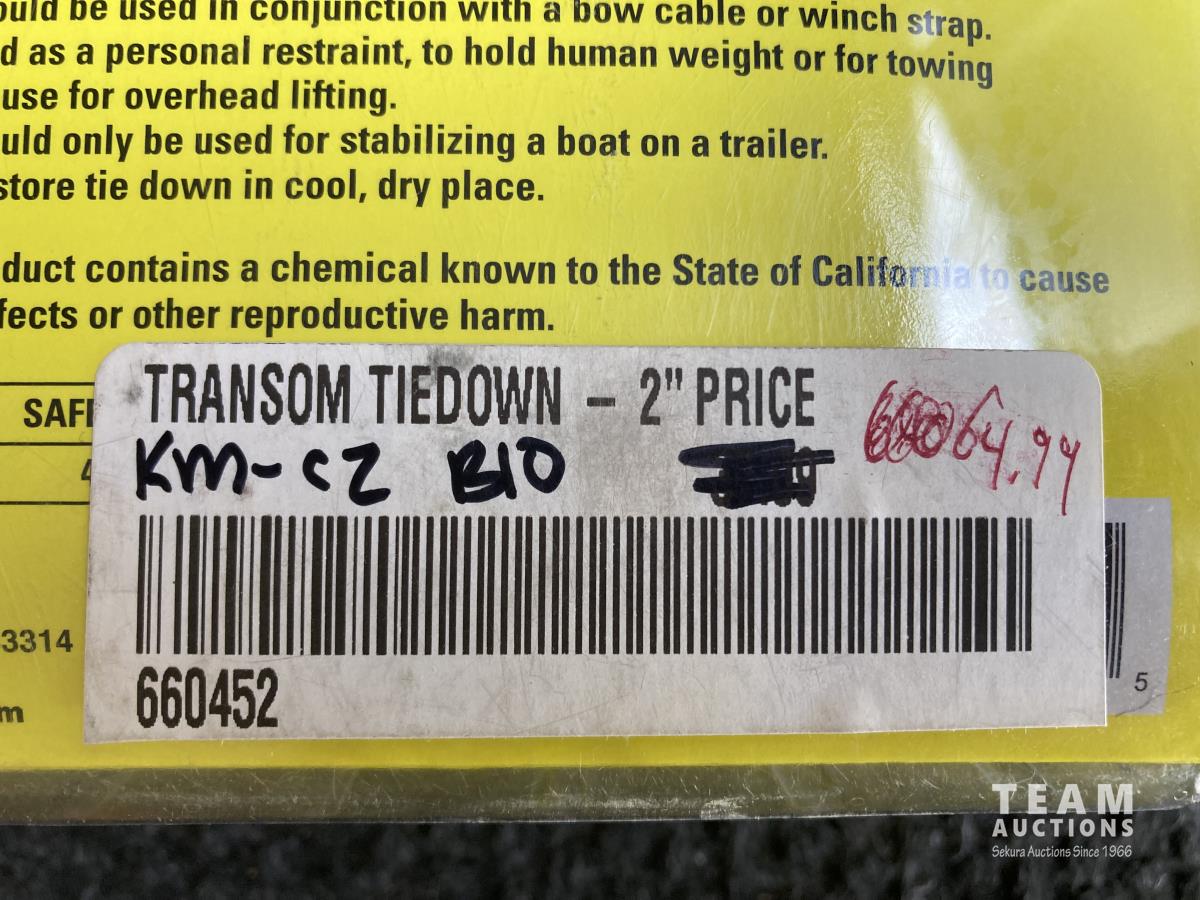 ould be used in conjunction with a bow cable or winch strap.
d as a personal restraint, to hold human weight or for towing
use for overhead lifting.
uld only be used for stabilizing a boat on a trailer.
store tie down in cool, dry place.
duct contains a chemical known to the State of California to cause
fects or other reproductive harm.
SAFE
TRANSOM TIEDOWN - 2" PRICE
KM-CZ B10
64.99
3314
660452
m
5
TEAM
AUCTIONS
Sekura Auctions Since 1966